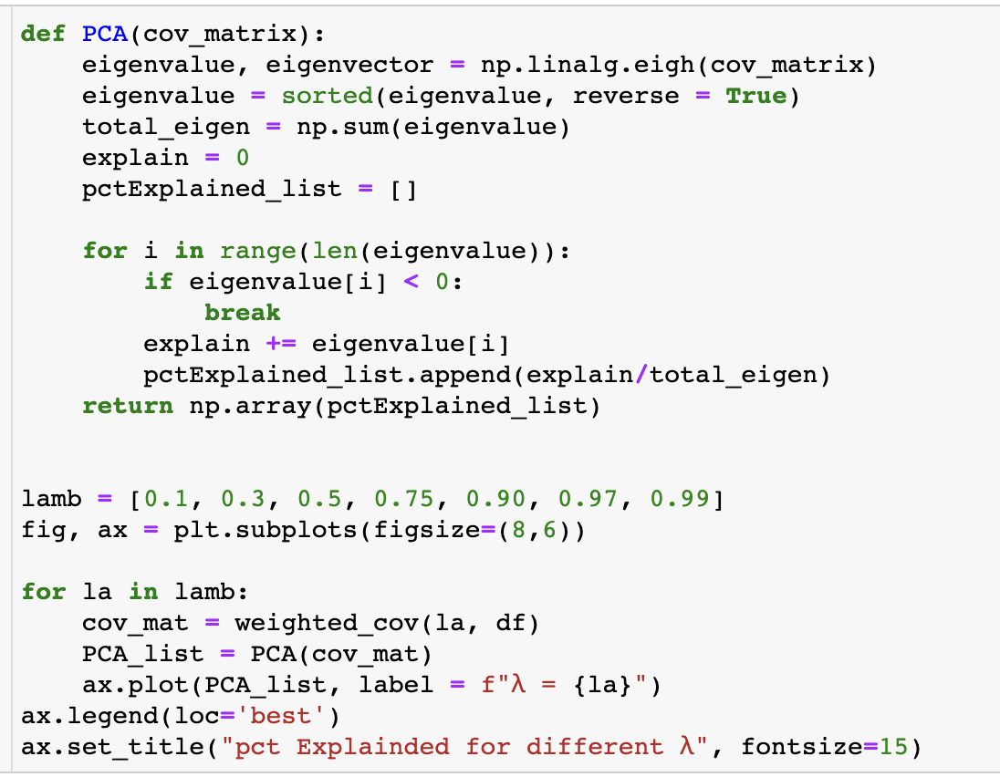 def PCA(cov_matrix):
    eigenvalue, eigenvector = np.linalg.eigh(cov_matrix)
    eigenvalue = sorted(eigenvalue, reverse = True)
    total_eigen = np.sum(eigenvalue)
    explain = 0
    pctExplained_list = []
    for i in range(len(eigenvalue)):
        if eigenvalue[i] < 0:
            break
        explain += eigenvalue[i]
        pctExplained_list.append(explain/total_eigen)
    return np.array(pctExplained_list)
lamb = [0.1, 0.3, 0.5, 0.75, 0.90, 0.97, 0.99]
fig, ax = plt.subplots(figsize=(8,6))
for la in lamb:
    cov_mat = weighted_cov(la, df)
    PCA_list = PCA(cov_mat)
    ax.plot(PCA_list, label = f"λ = {la}")
ax.legend(loc='best')
ax.set_title("pct Explainded for different λ", fontsize=15)